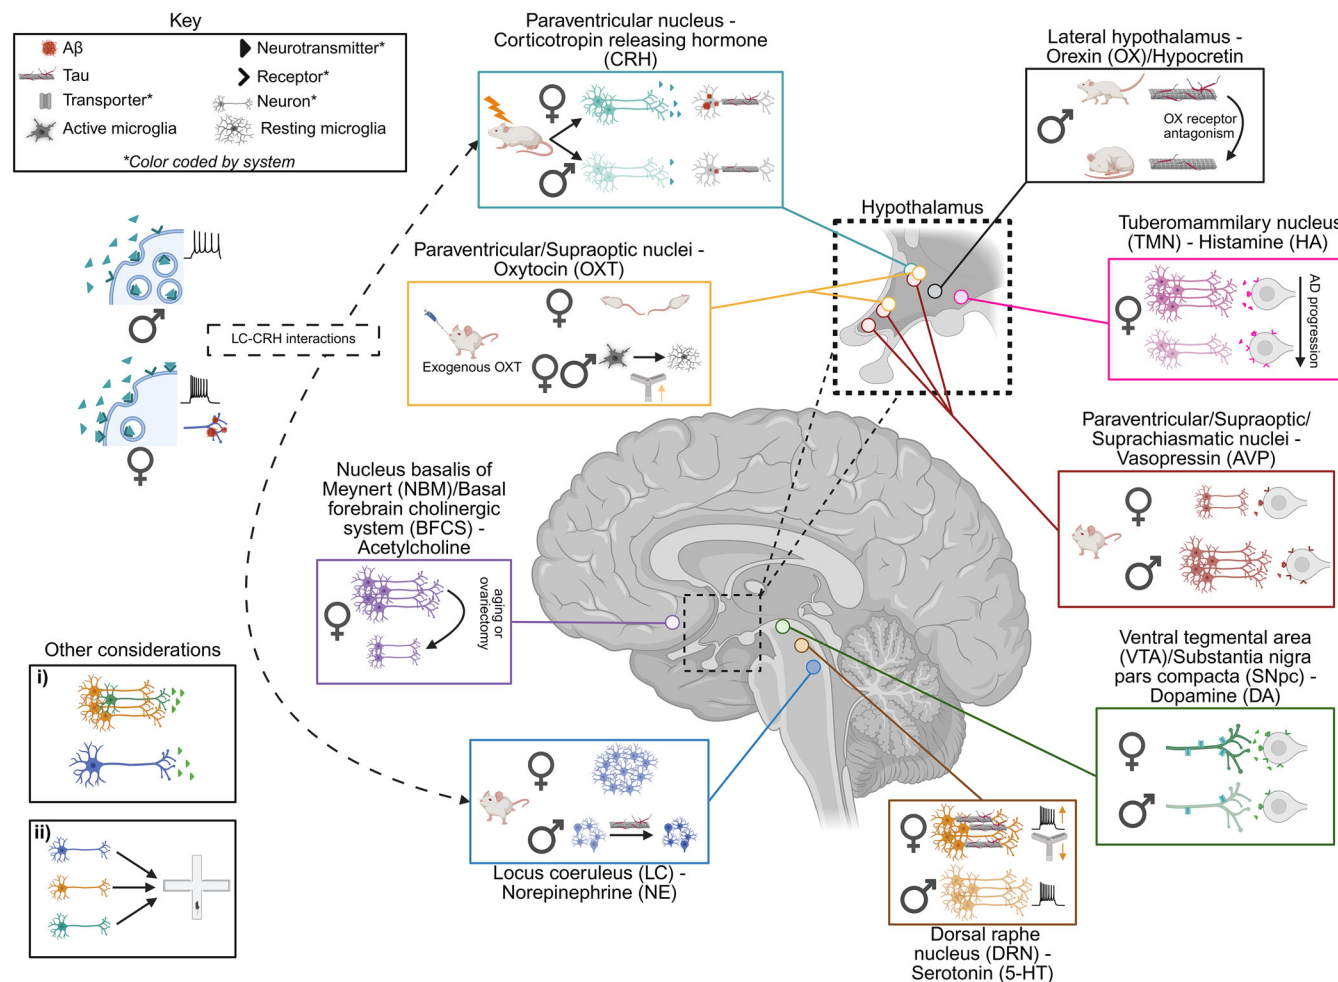 Key
Aβ
Neurotransmitter*
Tau
Receptor*
Transporter*
Neuron*
Active microglia
Resting microglia
*Color coded by system
Paraventricular nucleus -
Corticotropin releasing hormone
(CRH)
Lateral hypothalamus -
Orexin (OX)/Hypocretin
OX receptor
antagonism
Hypothalamus
Tuberomammilary nucleus
(TMN) - Histamine (HA)
AD progression
Paraventricular/Supraoptic nuclei -
Oxytocin (OXT)
Exogenous OXT
LC-CRH interactions
Paraventricular/Supraoptic/
Suprachiasmatic nuclei -
Vasopressin (AVP)
Nucleus basalis of
Meynert (NBM)/Basal
forebrain cholinergic
system (BFCS) -
Acetylcholine
aging or
ovariectomy
Ventral tegmental area
(VTA)/Substantia nigra
pars compacta (SNpc) -
Dopamine (DA)
Other considerations
i)
ii)
Locus coeruleus (LC) -
Norepinephrine (NE)
Dorsal raphe
nucleus (DRN) -
Serotonin (5-HT)